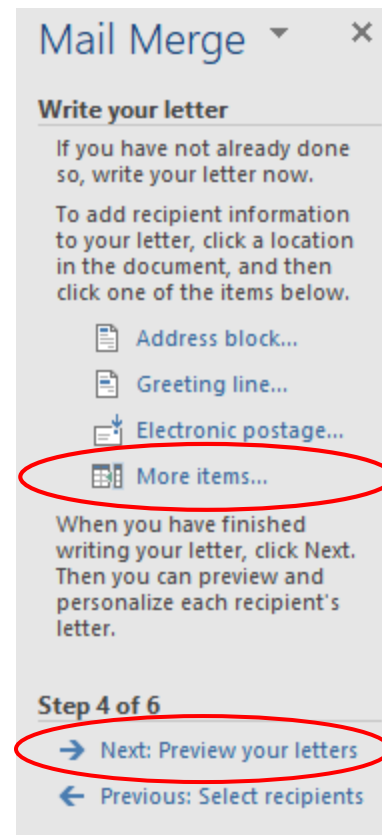 Mail Merge
Write your letter
If you have not already done
so, write your letter now.
To add recipient information
to your letter, click a location
in the document, and then
click one of the items below.
Address block...
Greeting line...
Electronic postage...
More items...
When you have finished
writing your letter, click Next.
Then you can preview and
personalize each recipient's
letter.
Step 4 of 6
Next: Preview your letters
Previous: Select recipients